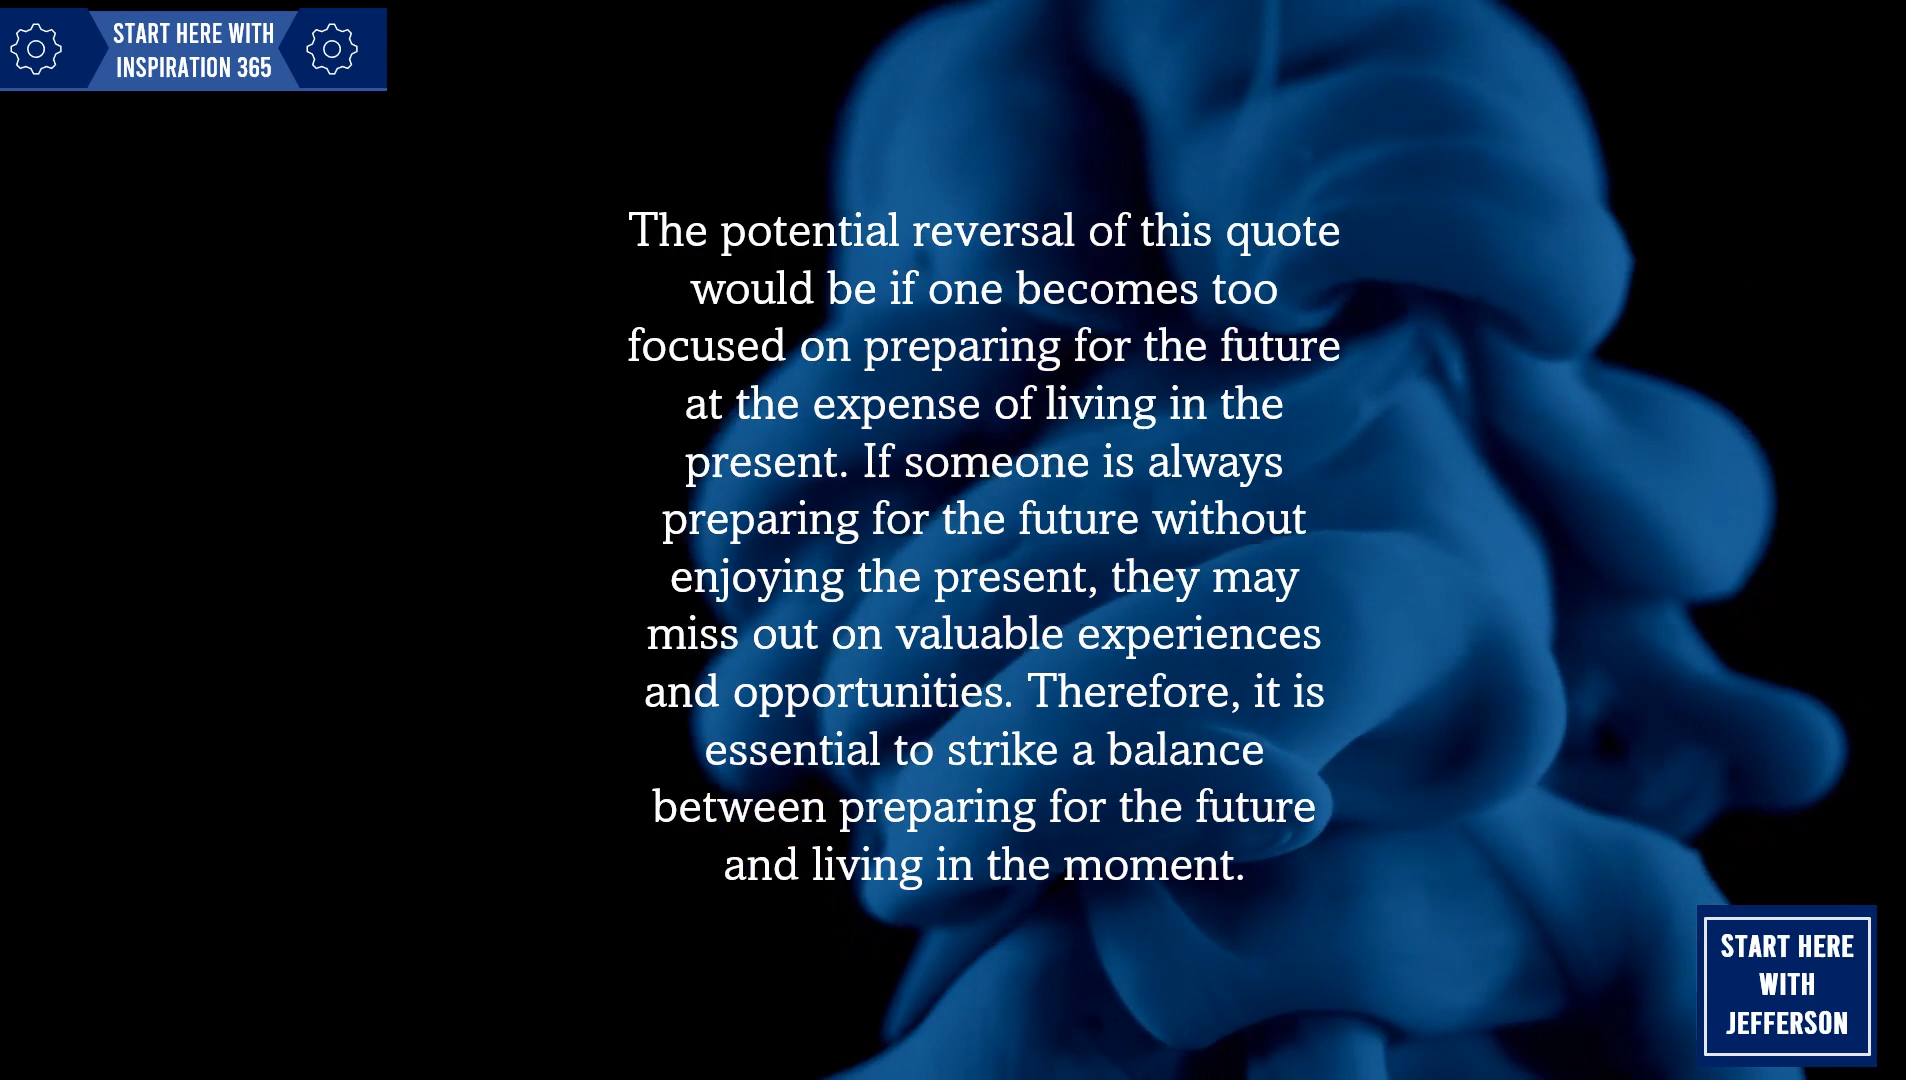 START HERE WITH
INSPIRATION 365
The potential reversal of this quote
would be if one becomes too
focused on preparing for the future
at the expense of living in the
present. If someone is always
preparing for the future without
enjoying the present, they may
miss out on valuable experiences
and opportunities. Therefore, it is
essential to strike a balance
between preparing for the future
and living in the moment.
START HERE
WITH
JEFFERSON